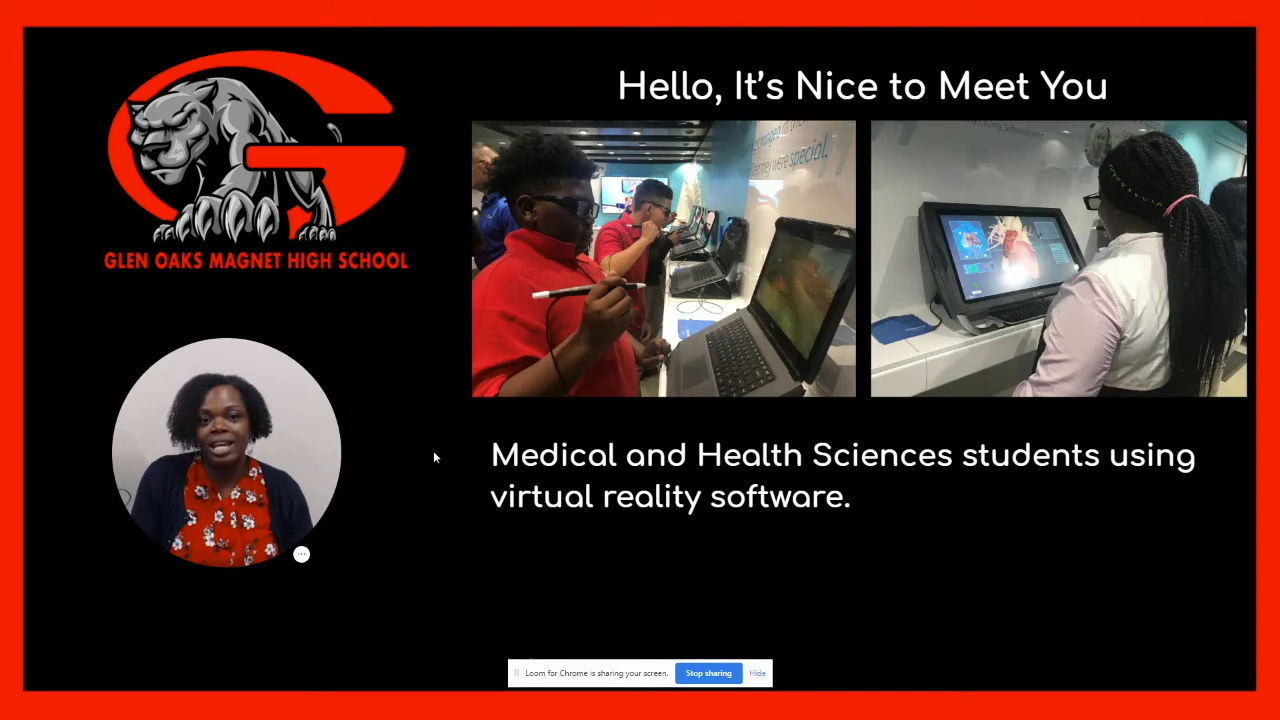 Hello, It's Nice to Meet You
GLEN OAKS MAGNET HIGH SCHOOL
special.
Medical and Health Sciences students using
virtual reality software.
Loom for Chrome is sharing your screen. Stop sharing Hide